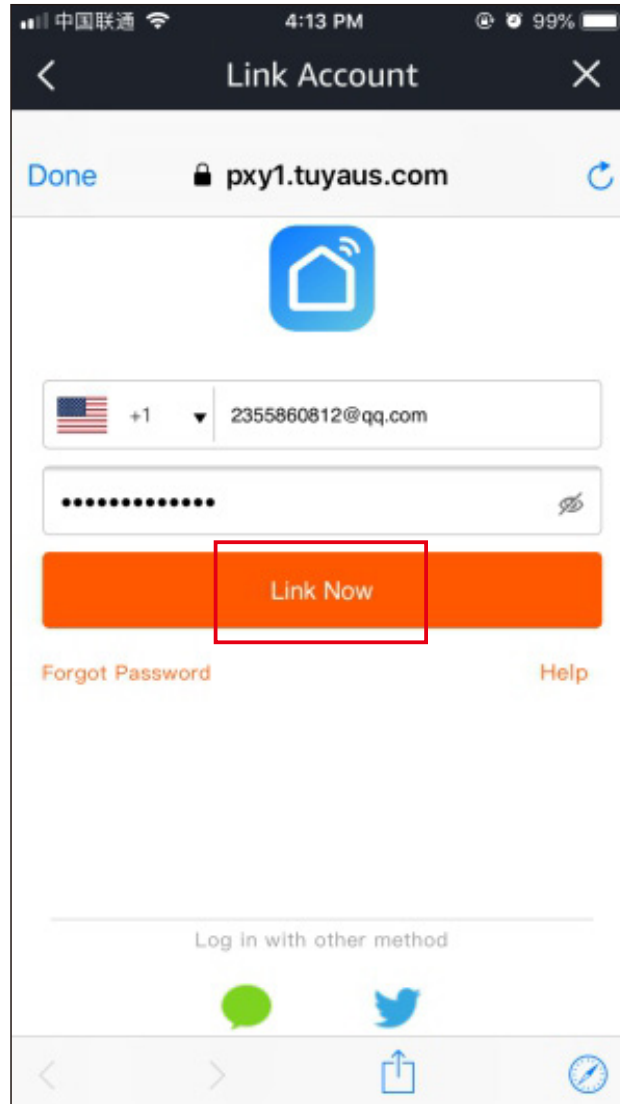 中国联通 4:13 PM 99%
Link Account
Done pxy1.tuyaus.com
+1 2355860812@qq.com
•••••••••••••
Link Now
Forgot Password Help
Log in with other method